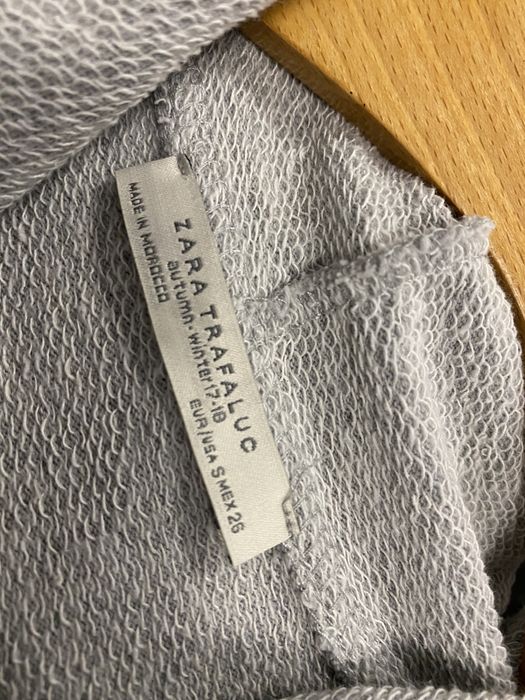 ZARA TRAFALUC
autumn·winter 17-18
MADE IN MOROCCO
EUR/USA S MEX 26